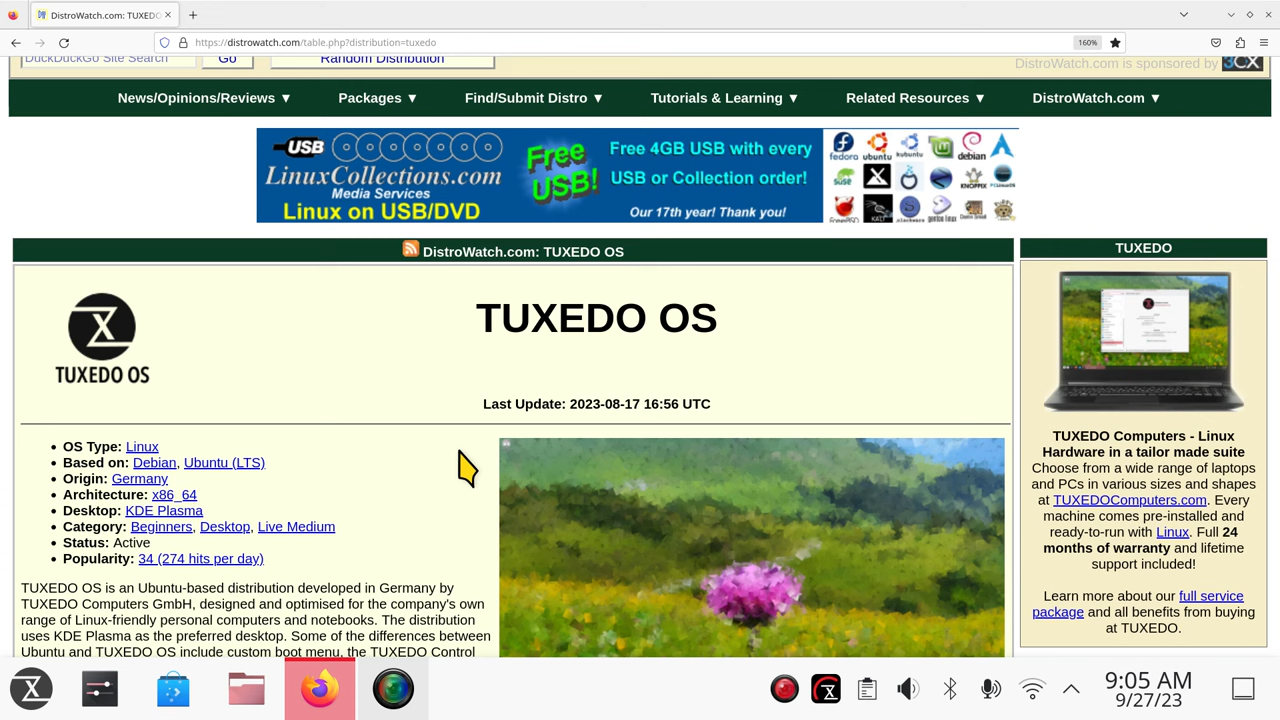 DistroWatch.com: TUXEDO
https://distrowatch.com/table.php?distribution=tuxedo
160%
DuckDuckGo Site Search
Go
Random Distribution
DistroWatch.com is sponsored by
3CX
News/Opinions/Reviews ▼ Packages ▼ Find/Submit Distro ▼ Tutorials & Learning ▼ Related Resources ▼ DistroWatch.com ▼
USB
LinuxCollections.com
Media Services
Linux on USB/DVD
Free
USB!
Free 4GB USB with every
USB or Collection order!
Our 17th year! Thank you!
fedora ubuntu kubuntu debian
suse KNOPPIX
KALI
DistroWatch.com: TUXEDO OS
TUXEDO OS
TUXEDO OS
Last Update: 2023-08-17 16:56 UTC
• OS Type: Linux
• Based on: Debian, Ubuntu (LTS)
• Origin: Germany
• Architecture: x86_64
• Desktop: KDE Plasma
• Category: Beginners, Desktop, Live Medium
• Status: Active
• Popularity: 34 (274 hits per day)
TUXEDO OS is an Ubuntu-based distribution developed in Germany by
TUXEDO Computers GmbH, designed and optimised for the company's own
range of Linux-friendly personal computers and notebooks. The distribution
uses KDE Plasma as the preferred desktop. Some of the differences between
Ubuntu and TUXEDO OS include custom boot menu, the TUXEDO Control
TUXEDO
TUXEDO Computers - Linux
Hardware in a tailor made suite
Choose from a wide range of laptops
and PCs in various sizes and shapes
at TUXEDOComputers.com. Every
machine comes pre-installed and
ready-to-run with Linux. Full 24
months of warranty and lifetime
support included!
Learn more about our full service
package and all benefits from buying
at TUXEDO.
9:05 AM
9/27/23